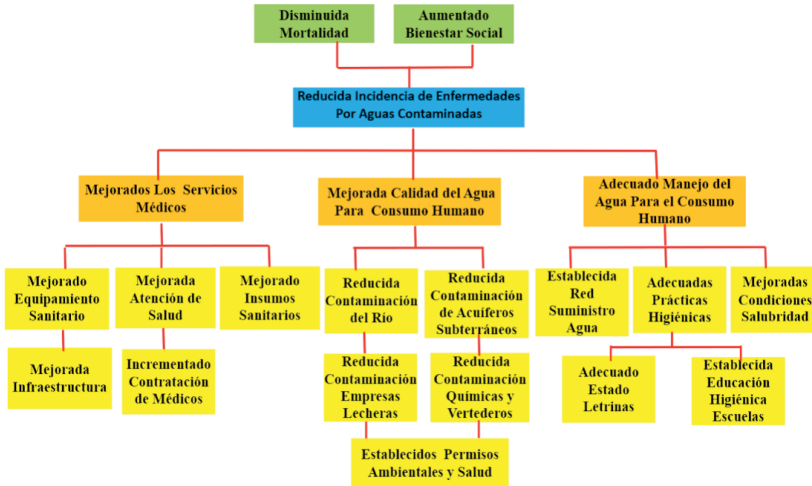 Disminuida
Mortalidad
Aumentado
Bienestar Social
Reducida Incidencia de Enfermedades
Por Aguas Contaminadas
Mejorados Los Servicios
Médicos
Mejorada Calidad del Agua
Para Consumo Humano
Adecuado Manejo del
Agua Para el Consumo
Humano
Mejorado
Equipamiento
Sanitario
Mejorada
Atención de
Salud
Mejorado
Insumos
Sanitarios
Reducida
Contaminación
del Río
Reducida
Contaminación
de Acuíferos
Subterráneos
Establecida
Red
Suministro
Agua
Adecuadas
Prácticas
Higiénicas
Mejoradas
Condiciones
Salubridad
Mejorada
Infraestructura
Incrementado
Contratación
de Médicos
Reducida
Contaminación
Empresas
Lecheras
Reducida
Contaminación
Químicas y
Vertederos
Adecuado
Estado
Letrinas
Establecida
Educación
Higiénica
Escuelas
Establecidos Permisos
Ambientales y Salud